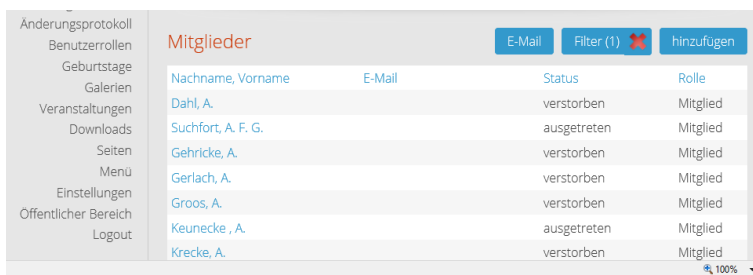 Änderungsprotokoll
Benutzerrollen
Geburtstage
Galerien
Veranstaltungen
Downloads
Seiten
Menü
Einstellungen
Öffentlicher Bereich
Logout
Mitglieder
E-Mail
Filter (1)
hinzufügen
Nachname, Vorname E-Mail Status Rolle
Dahl, A. verstorben Mitglied
Suchfort, A. F. G. ausgetreten Mitglied
Gehricke, A. verstorben Mitglied
Gerlach, A. verstorben Mitglied
Groos, A. verstorben Mitglied
Keunecke , A. ausgetreten Mitglied
Krecke, A. verstorben Mitglied
100%